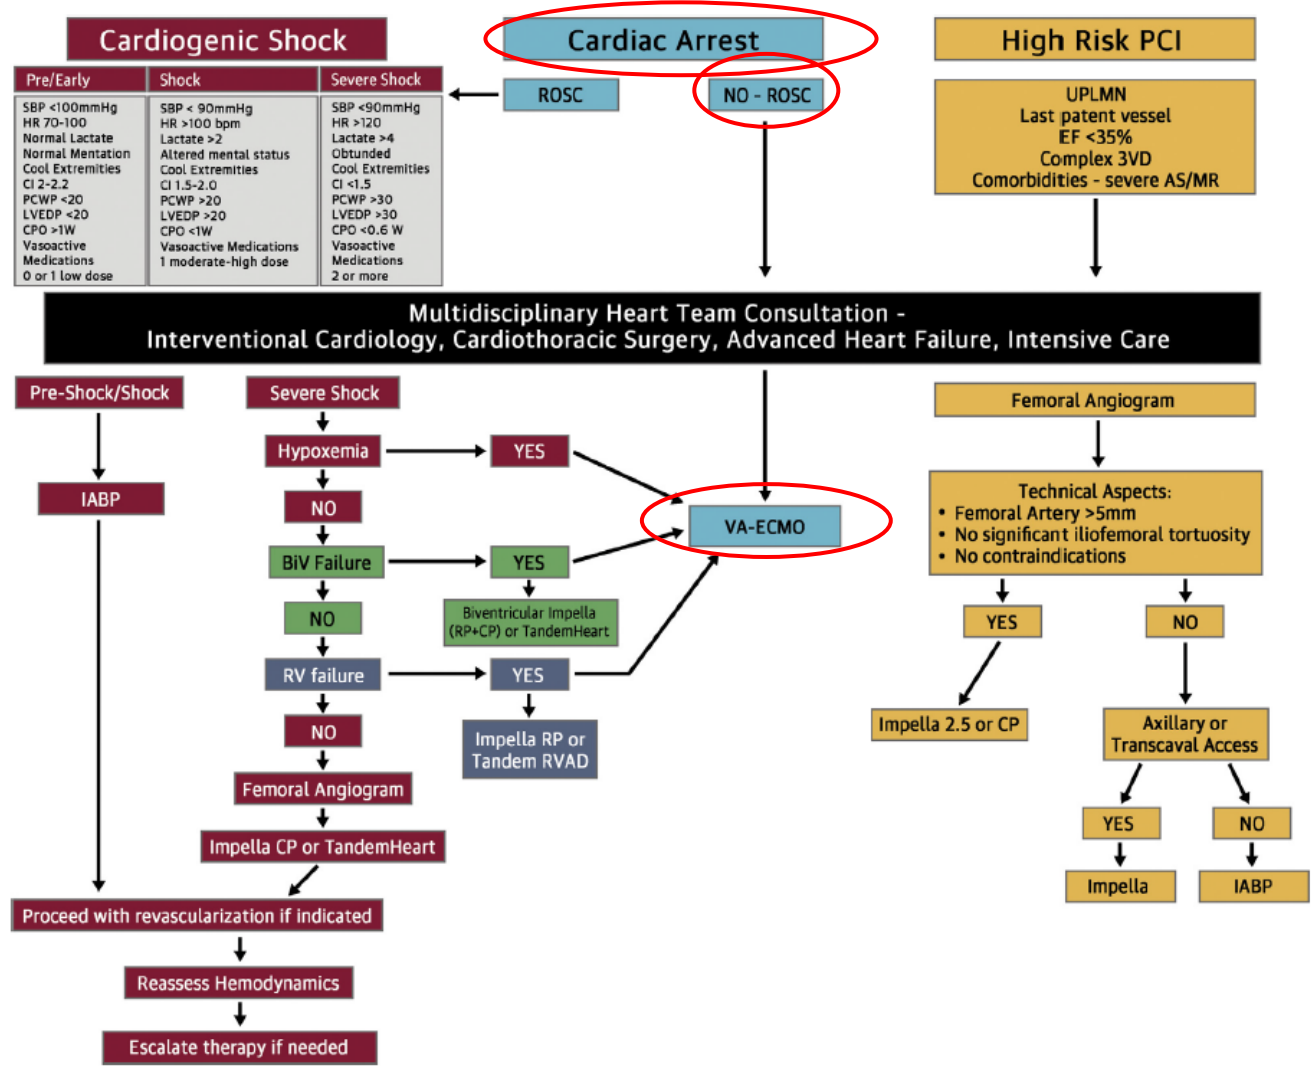 Cardiogenic Shock
Cardiac Arrest
High Risk PCI
Pre/Early
Shock
Severe Shock
SBP <100mmHg
HR 70-100
Normal Lactate
Normal Mentation
Cool Extremities
CI 2-2.2
PCWP <20
LVEDP <20
CPO >1W
Vasoactive
Medications
0 or 1 low dose
SBP < 90mmHg
HR >100 bpm
Lactate >2
Altered mental status
Cool Extremities
CI 1.5-2.0
PCWP >20
LVEDP >20
CPO <1W
Vasoactive Medications
1 moderate-high dose
SBP <90mmHg
HR >120
Lactate >4
Obtunded
Cool Extremities
CI <1.5
PCWP >30
LVEDP >30
CPO <0.6 W
Vasoactive
Medications
2 or more
ROSC
NO - ROSC
UPLMN
Last patent vessel
EF <35%
Complex 3VD
Comorbidities - severe AS/MR
Multidisciplinary Heart Team Consultation -
Interventional Cardiology, Cardiothoracic Surgery, Advanced Heart Failure, Intensive Care
Pre-Shock/Shock
IABP
Severe Shock
Hypoxemia
YES
NO
BiV Failure
YES
Biventricular Impella
(RP+CP) or TandemHeart
NO
RV failure
YES
Impella RP or
Tandem RVAD
NO
Femoral Angiogram
Impella CP or TandemHeart
Proceed with revascularization if indicated
Reassess Hemodynamics
Escalate therapy if needed
VA-ECMO
Femoral Angiogram
Technical Aspects:
• Femoral Artery >5mm
• No significant iliofemoral tortuosity
• No contraindications
YES
NO
Impella 2.5 or CP
Axillary or
Transcaval Access
YES
NO
Impella
IABP